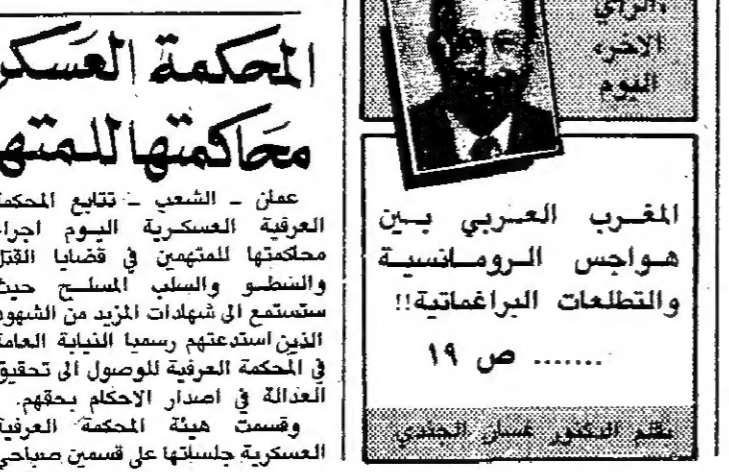 ،الرأي
الآخر،
اليوم
المغرب العربي بين
هواجس الرومانسية
والتطلعات البراغماتية!!
....... ص ١٩
بقلم الدكتور غسان الجندي
المحكمة العسكر
محاكمتها للمتهـ
عمان ـ الشعب ـ تتابع المحكمة
العرفية العسكرية اليوم اجرا
محاكمتها للمتهمين في قضايا القتل
والسطو والسلب المسلح حيث
ستستمع الى شهادات المزيد من الشهود
الذين استدعتهم رسميا النيابة العامة
في المحكمة العرفية للوصول الى تحقيق
العدالة في اصدار الاحكام بحقهم.
وقسمت هيئة المحكمة العرفية
العسكرية جلساتها على قسمين صباحي